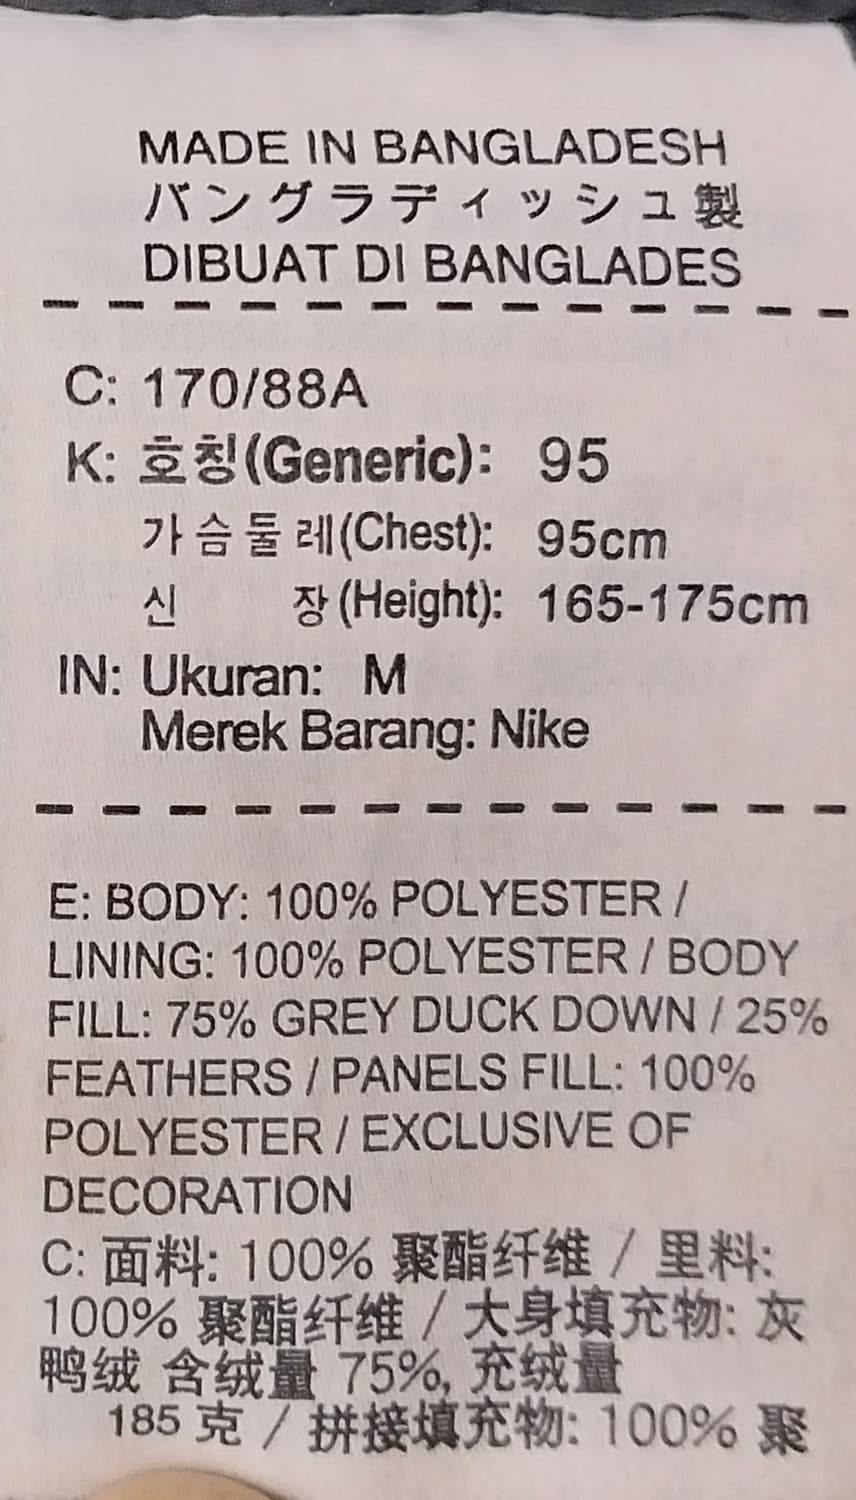 MADE IN BANGLADESH
バングラディッシュ製
DIBUAT DI BANGLADES
C: 170/88A
K: 호칭(Generic): 95
가슴둘레(Chest): 95cm
신 장(Height): 165-175cm
IN: Ukuran: M
Merek Barang: Nike
E: BODY: 100% POLYESTER /
LINING: 100% POLYESTER / BODY
FILL: 75% GREY DUCK DOWN / 25%
FEATHERS / PANELS FILL: 100%
POLYESTER / EXCLUSIVE OF
DECORATION
C: 面料: 100% 聚酯纤维 / 里料:
100% 聚酯纤维 / 大身填充物: 灰
鸭绒 含绒量 75%, 充绒量
185 克 / 拼接填充物: 100% 聚